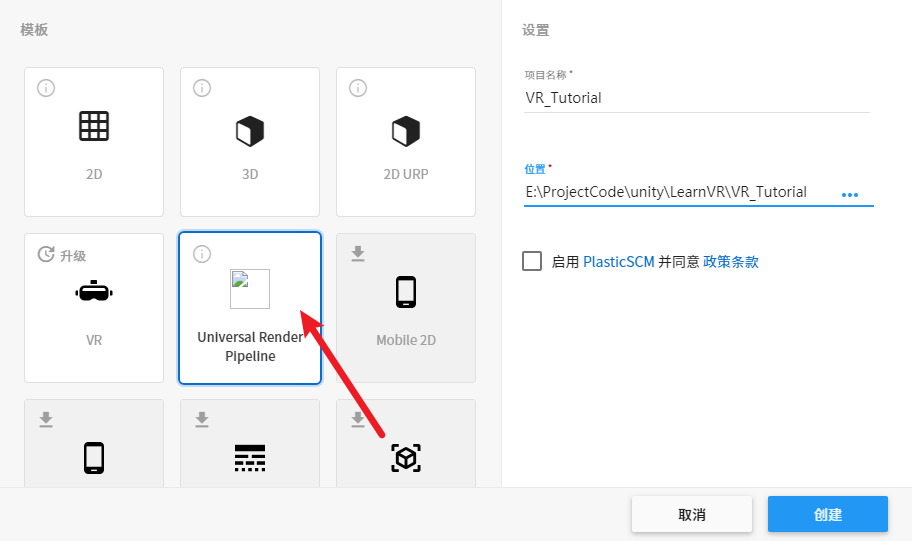 模板
2D
3D
2D URP
升级
VR
Universal Render
Pipeline
Mobile 2D
设置
项目名称 *
VR_Tutorial
位置 *
E:\ProjectCode\unity\LearnVR\VR_Tutorial
启用 PlasticSCM 并同意 政策条款
取消
创建